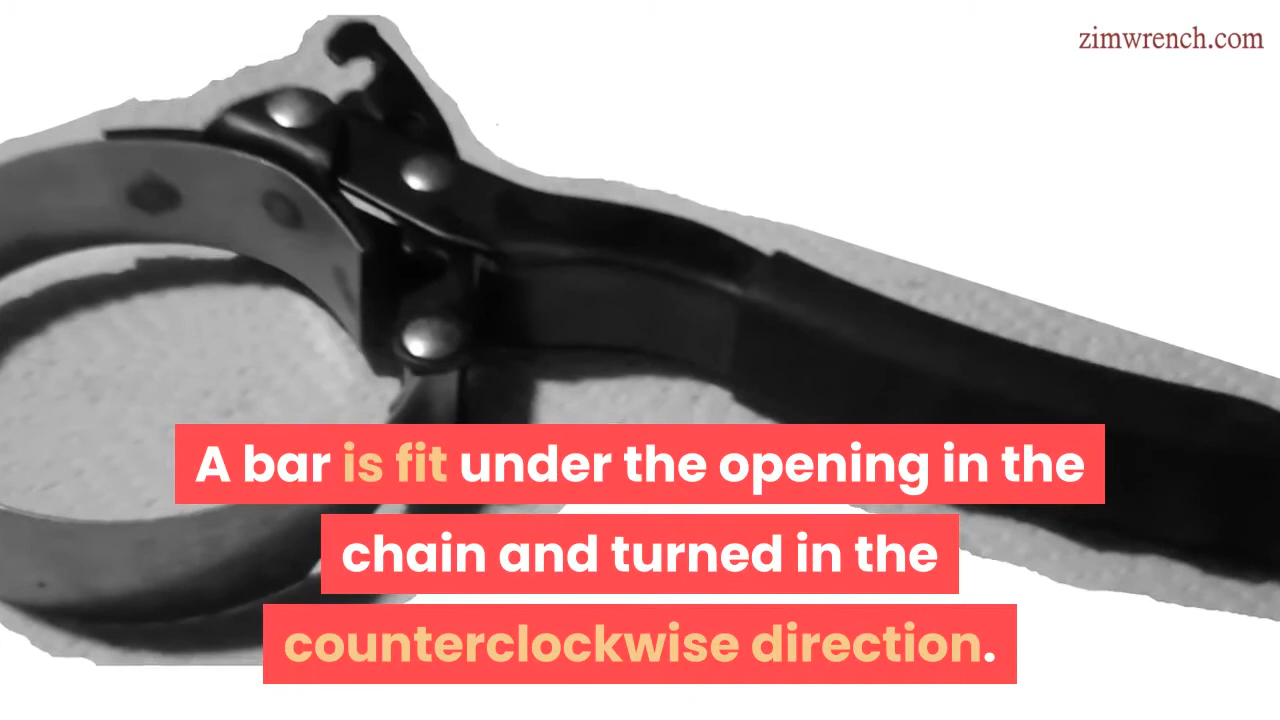 zimwrench.com
A bar is fit under the opening in the
chain and turned in the
counterclockwise direction.